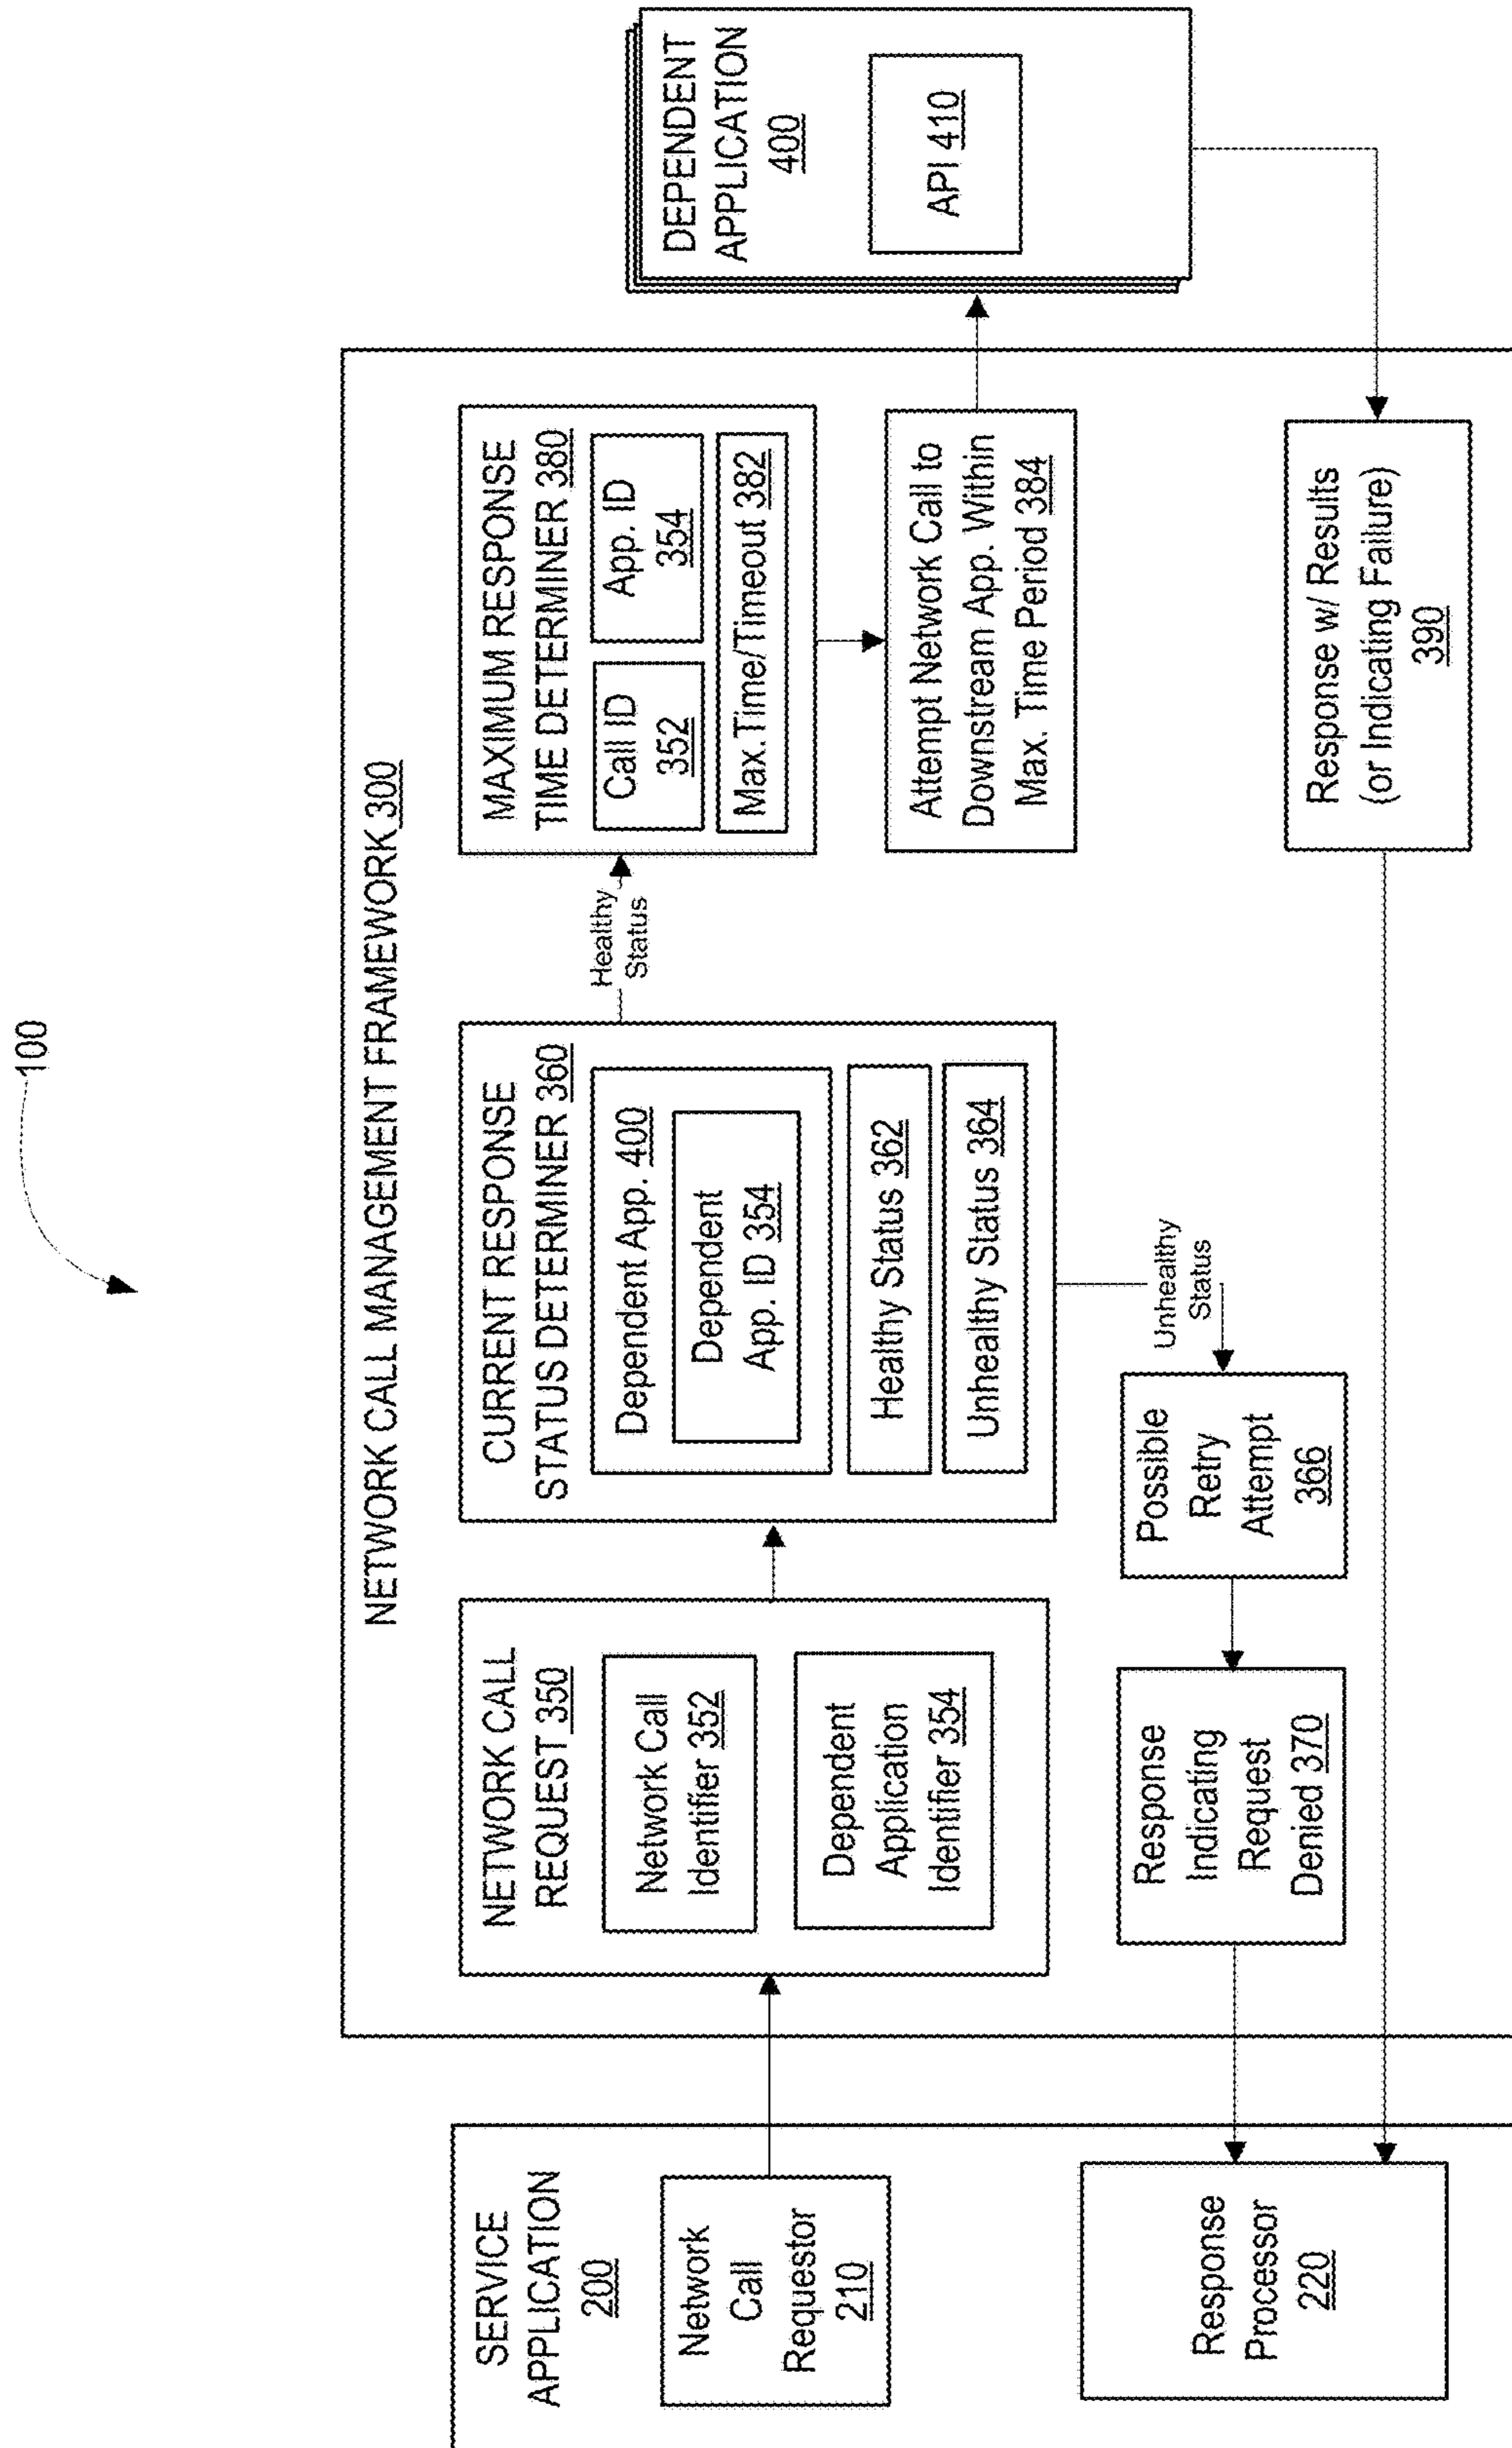 100
NETWORK CALL MANAGEMENT FRAMEWORK 300
SERVICE
APPLICATION
200
Network
Call
Requestor
210
Response
Processor
220
NETWORK CALL
REQUEST 350
Network Call
Identifier 352
Dependent
Application
Identifier 354
CURRENT RESPONSE
STATUS DETERMINER 360
Dependent App. 400
Dependent
App. ID 354
Healthy Status 362
Unhealthy Status 364
Healthy
Status
Unhealthy
Status
Possible
Retry
Attempt
366
Response
Indicating
Request
Denied 370
MAXIMUM RESPONSE
TIME DETERMINER 380
Call ID
352
App. ID
354
Max.Time/Timeout 382
Attempt Network Call to
Downstream App. Within
Max. Time Period 384
Response w/ Results
(or Indicating Failure)
390
DEPENDENT
APPLICATION
400
API 410